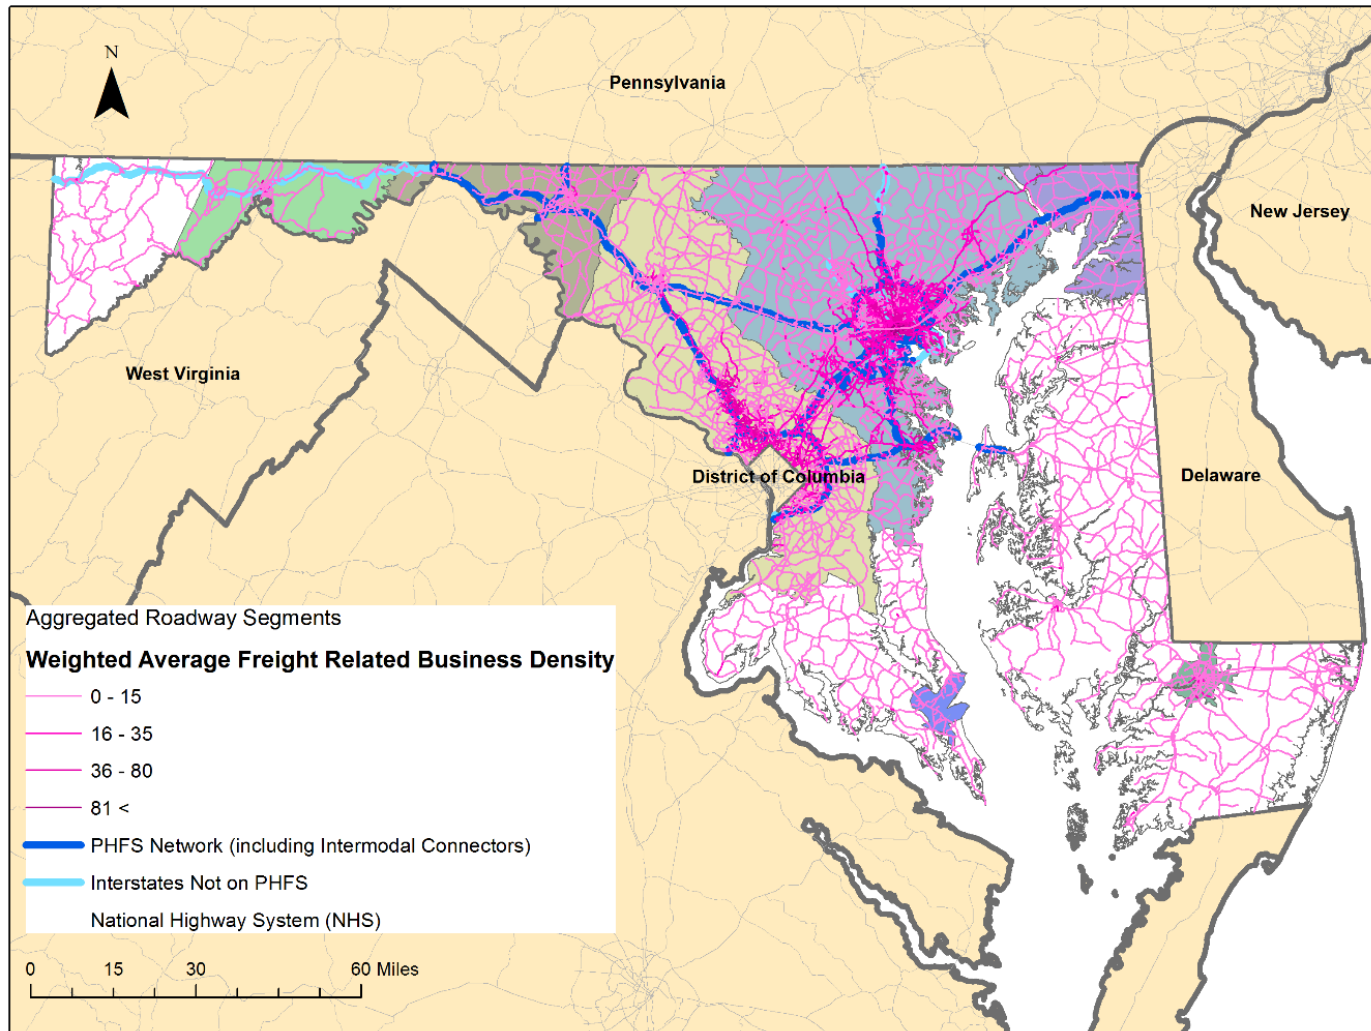 N
Pennsylvania
New Jersey
West Virginia
District of Columbia
Delaware
Aggregated Roadway Segments
Weighted Average Freight Related Business Density
0 - 15
16 - 35
36 - 80
81 <
PHFS Network (including Intermodal Connectors)
Interstates Not on PHFS
National Highway System (NHS)
0 15 30 60 Miles